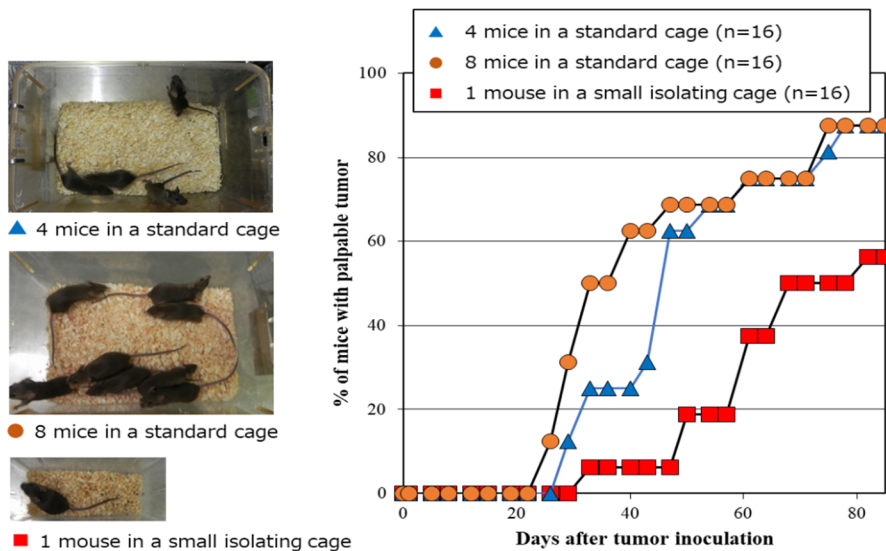 4 mice in a standard cage (n=16)
8 mice in a standard cage (n=16)
1 mouse in a small isolating cage (n=16)
4 mice in a standard cage
8 mice in a standard cage
1 mouse in a small isolating cage
% of mice with palpable tumor
100
80
60
40
20
0
0 20 40 60 80
Days after tumor inoculation